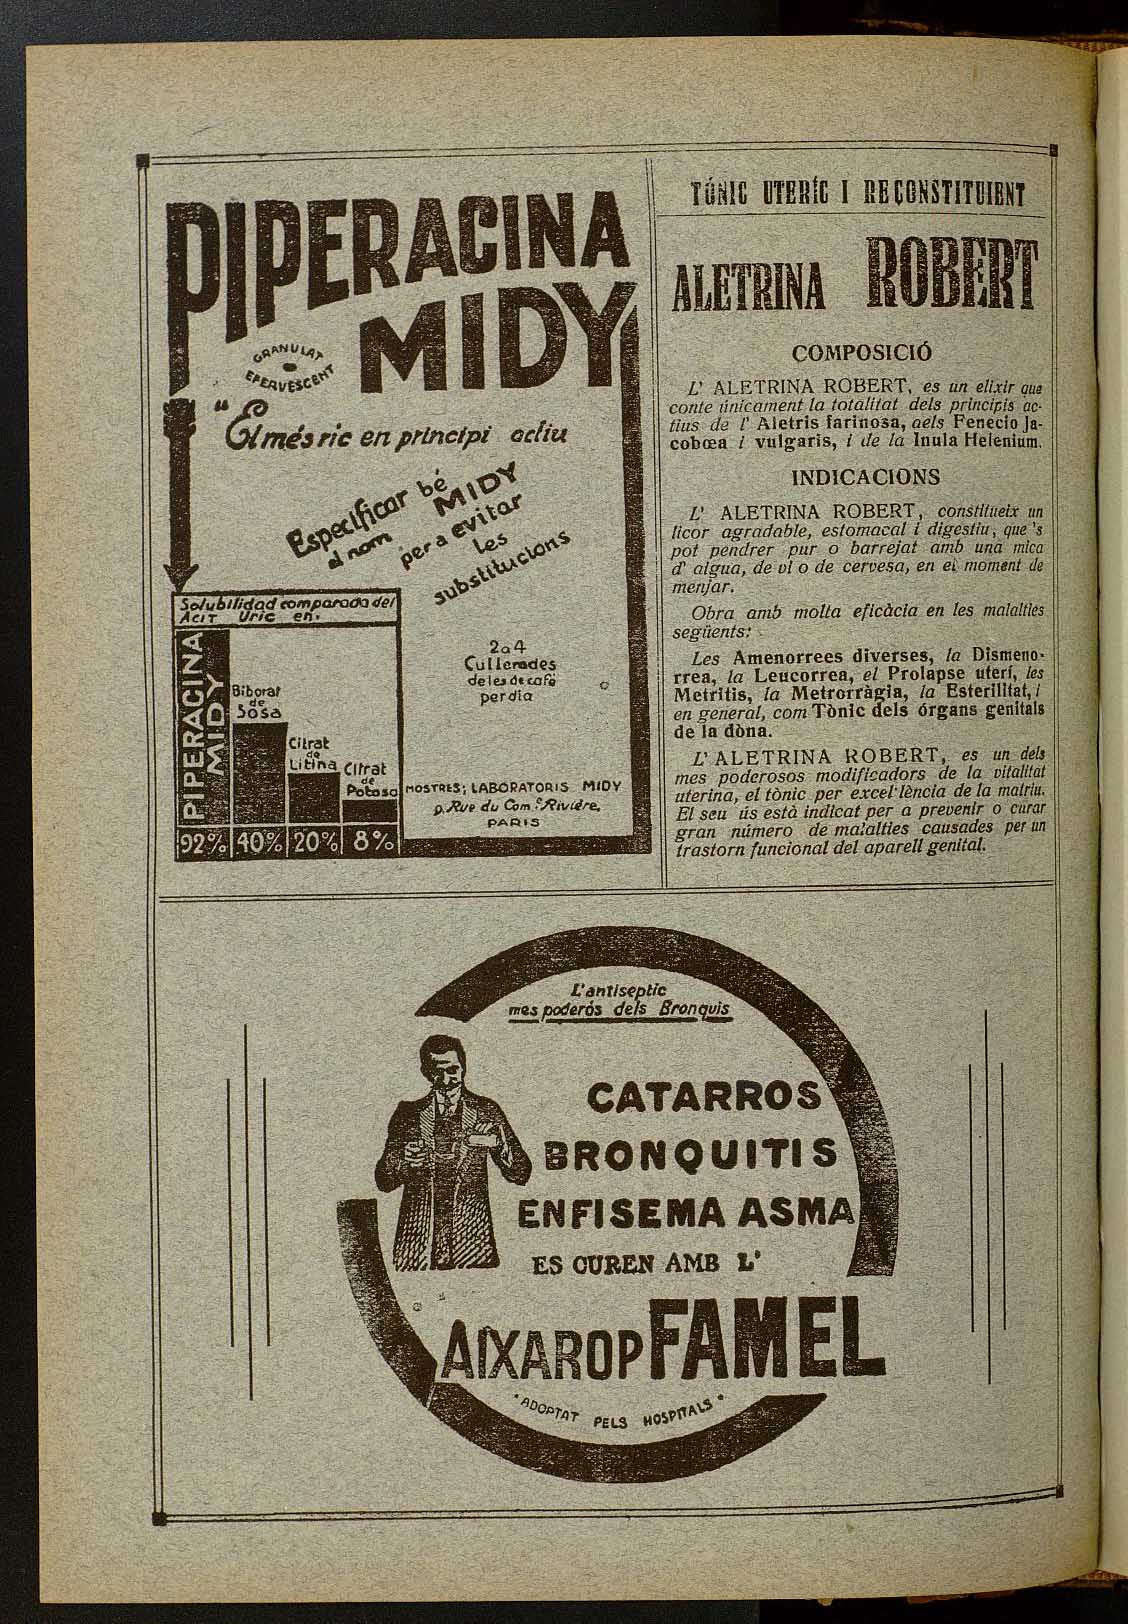 PIPERACINA
MIDY
GRANULAT
EFERVESCENT
"El més ric en principi actiu
Especificar bé
el nom MIDY
per a evitar
les
substitucions
Solubilidad comparada del
ACIT Uric en:
PIPERACINA
MIDY
Biborat
de
Sosa
Citrat
de
Litina
Citrat
de
Potasa
92% 40% 20% 8%
2 a 4
Cullerades
de les de café
per dia
MOSTRES; LABORATORIS MIDY
9. Rue du Com.t Rivière,
PARIS
TÓNIC UTERÍC I REÇONSTITUIENT
ALETRINA ROBERT
COMPOSICIÓ
L' ALETRINA ROBERT, es un elixir que
conte únicament la totalitat dels principis ac-
tius de l' Aletris farinosa, dels Fenecio Ja-
cobœa i vulgaris, i de la Inula Helenium.
INDICACIONS
L' ALETRINA ROBERT, constitueix un
licor agradable, estomacal i digestiu, que 's
pot pendrer pur o barrejat amb una mica
d' aigua, de vi o de cervesa, en el moment de
menjar.
Obra amb molta eficàcia en les malalties
següents:
Les Amenorrees diverses, la Dismeno-
rrea, la Leucorrea, el Prolapse uterí, les
Metritis, la Metrorràgia, la Esterilitat, i
en general, com Tònic dels órgans genitals
de la dòna.
L' ALETRINA ROBERT, es un dels
mes poderosos modificadors de la vitalitat
uterina, el tònic per excel·lència de la matriu.
El seu ús està indicat per a prevenir o curar
gran número de malalties causades per un
trastorn funcional del aparell genital.
L'antiseptic
mes poderós dels Bronquis
CATARROS
BRONQUITIS
ENFISEMA ASMA
ES CUREN AMB L'
AIXAROP FAMEL
"ADOPTAT PELS HOSPITALS"